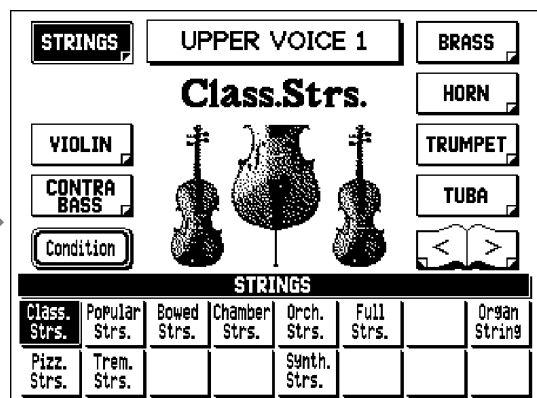 STRINGS
UPPER VOICE 1
BRASS
Class.Strs.
HORN
VIOLIN
TRUMPET
CONTRA
BASS
TUBA
Condition
< >
STRINGS
Class. Popular Bowed Chamber Orch. Full Organ
Strs. Strs. Strs. Strs. Strs. Strs. String
Pizz. Trem. Synth.
Strs. Strs. Strs.